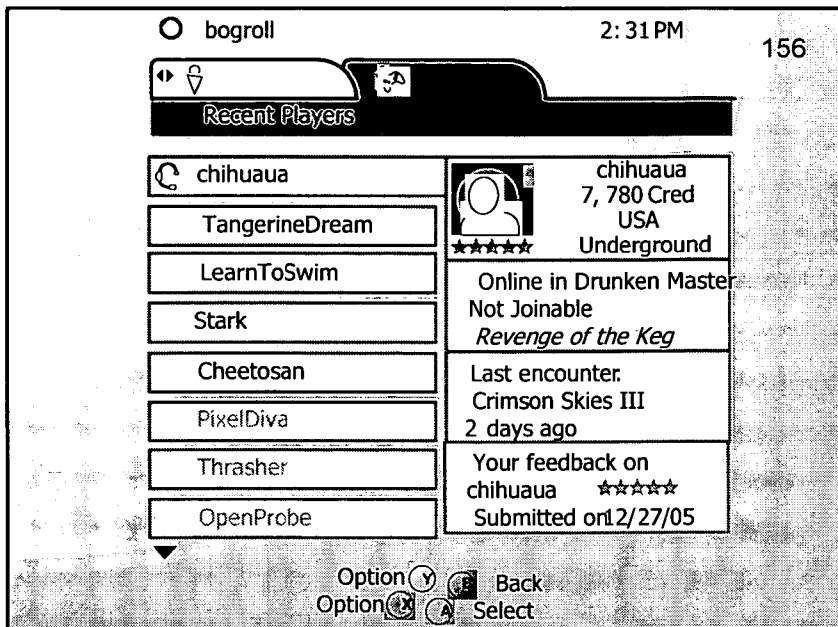 bogroll 2:31 PM
156
Recent Players
chihuaua
TangerineDream
LearnToSwim
Stark
Cheetosan
PixelDiva
Thrasher
OpenProbe
chihuaua
7, 780 Cred
USA
Underground
Online in Drunken Master
Not Joinable
Revenge of the Keg
Last encounter.
Crimson Skies III
2 days ago
Your feedback on
chihuaua
Submitted on12/27/05
Option Y B Back
Option X A Select